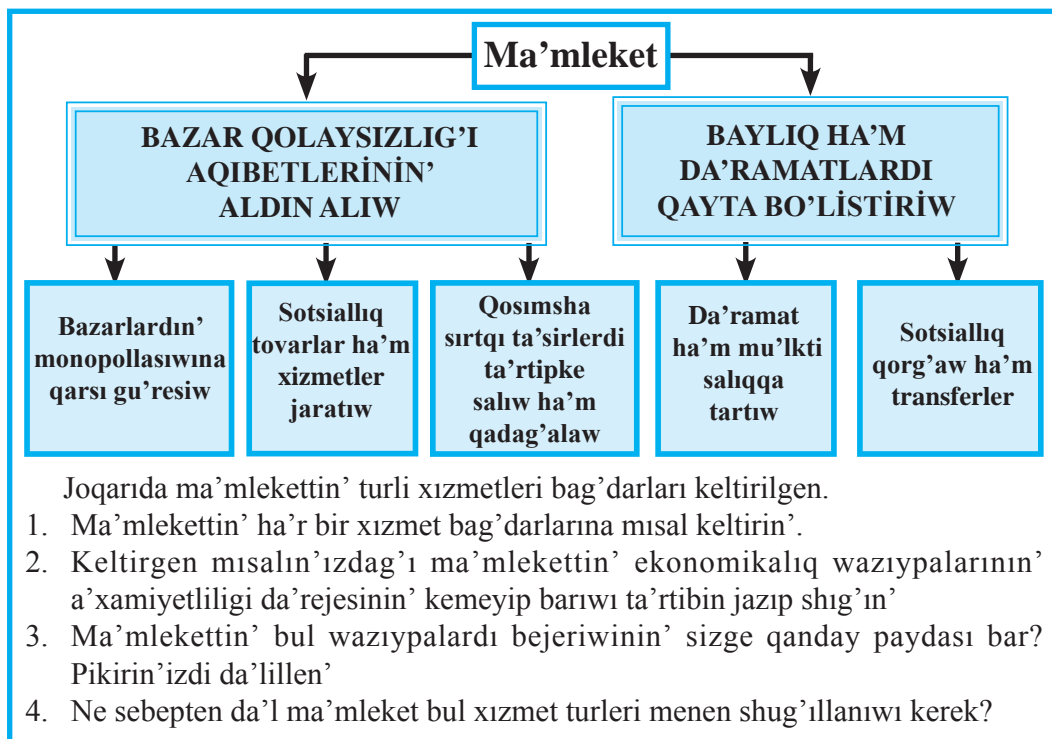 Ma’mleket
BAZAR QOLAYSIZLIG’I
AQIBETLERİNİN’
ALDIN ALIW
BAYLIQ HA’M
DA’RAMATLARDI
QAYTA BO’LİSTİRİW
Bazarlardın’
monopollasıwına
qarsı gu’resiw
Sotsiallıq
tovarlar ha’m
xizmetler
jaratıw
Qosımsha
sırtqı ta’sirlerdi
ta’rtipke
salıw ha’m
qadag’alaw
Da’ramat
ha’m mu’lkti
salıqqa
tartıw
Sotsiallıq
qorg’aw ha’m
transferler
Joqarıda ma’mlekettin’ turli xızmetleri bag’darları keltirilgen.
1. Ma’mlekettin’ ha’r bir xızmet bag’darlarına mısal keltirin’.
2. Keltirgen mısalın’ızdag’ı ma’mlekettin’ ekonomikalıq wazıypalarının’
a’xamiyetliligi da’rejesinin’ kemeyip barıwı ta’rtibin jazıp shıg’ın’
3. Ma’mlekettin’ bul wazıypalardı bejeriwinin’ sizge qanday paydası bar?
Pikirin’izdi da’lillen’
4. Ne sebepten da’l ma’mleket bul xızmet turleri menen shug’ıllanıwı kerek?